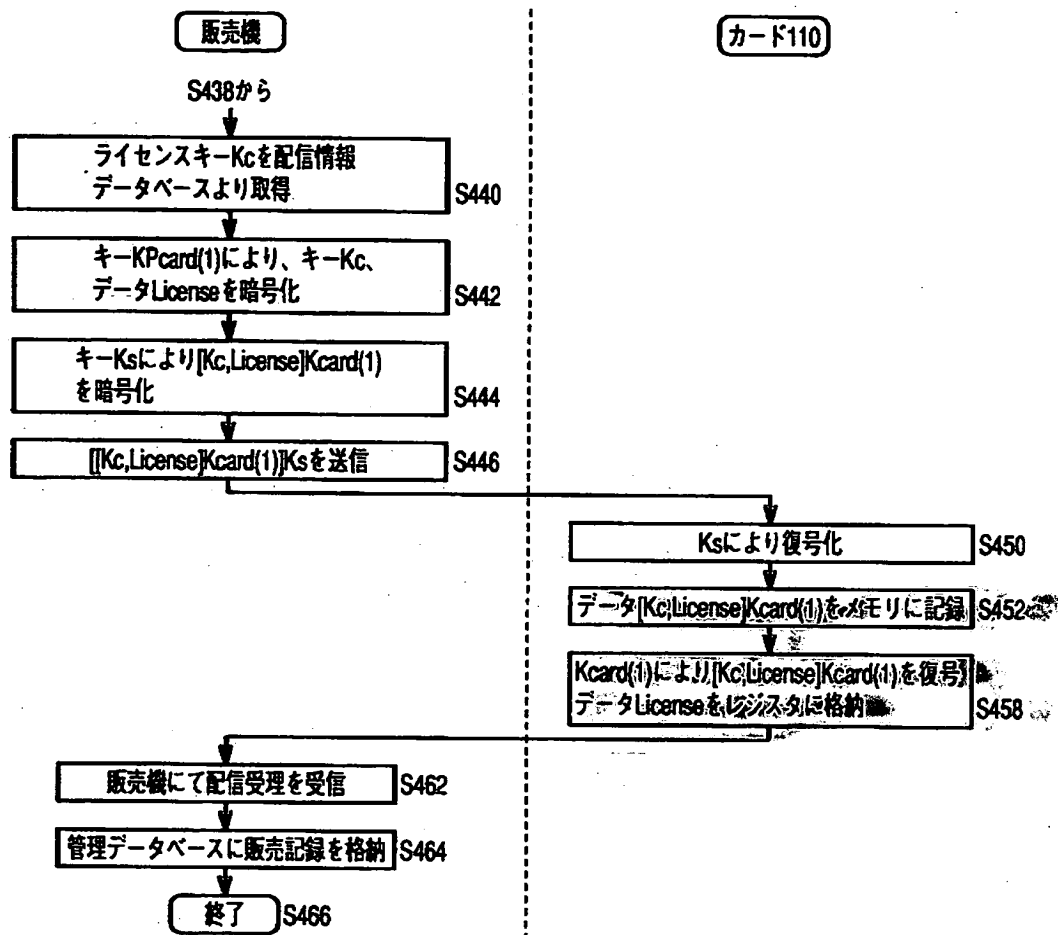 販売機
カード110
S438から
ライセンスキーKcを配信情報
データベースより取得
S440
キーKPcard(1)により、キーKc、
データLicenseを暗号化
S442
キーKsにより[Kc,License]Kcard(1)
を暗号化
S444
[[Kc,License]Kcard(1)]Ksを送信
S446
Ksにより復号化
S450
データ[Kc,License]Kcard(1)をメモリに記録
S452
Kcard(1)により[Kc,License]Kcard(1)を復号
データLicenseをレジスタに格納
S458
販売機にて配信受理を受信
S462
管理データベースに販売記録を格納
S464
終了
S466